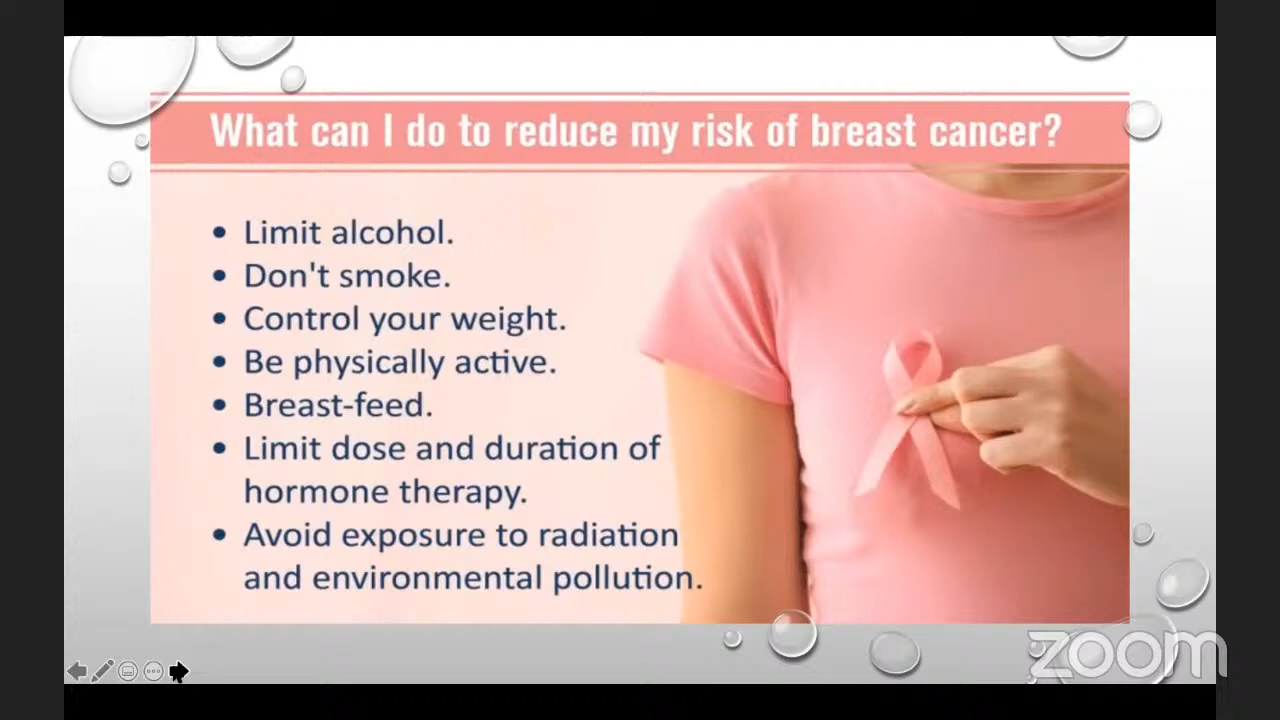 What can I do to reduce my risk of breast cancer?
• Limit alcohol.
• Don't smoke.
• Control your weight.
• Be physically active.
• Breast-feed.
• Limit dose and duration of
hormone therapy.
• Avoid exposure to radiation
and environmental pollution.
zoom